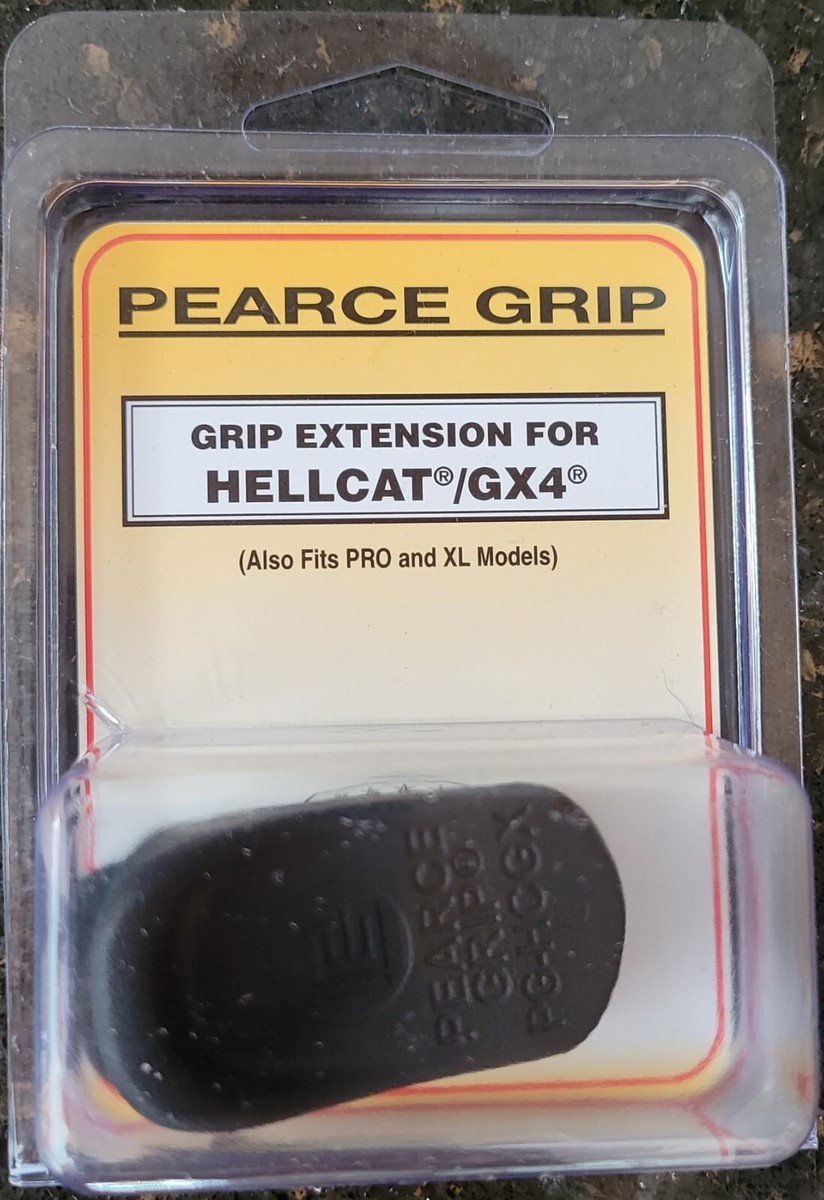 PEARCE GRIP
GRIP EXTENSION FOR
HELLCAT®/GX4®
(Also Fits PRO and XL Models)
PEARCE
GRIP®
PG-HCGX